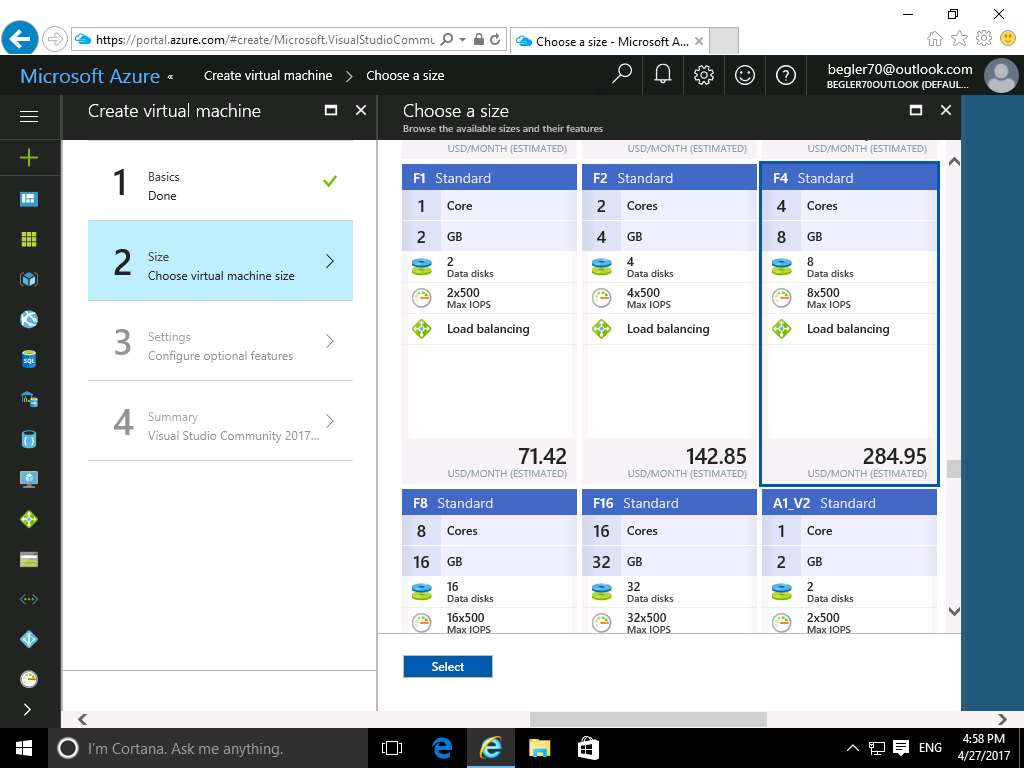 https://portal.azure.com/#create/Microsoft.VisualStudioCommu
Choose a size - Microsoft A...
Microsoft Azure «
Create virtual machine > Choose a size
begler70@outlook.com
BEGLER70OUTLOOK (DEFAUL...
Create virtual machine
1
Basics
Done
2
Size
Choose virtual machine size
3
Settings
Configure optional features
4
Summary
Visual Studio Community 2017...
Choose a size
Browse the available sizes and their features
USD/MONTH (ESTIMATED) USD/MONTH (ESTIMATED) USD/MONTH (ESTIMATED)
F1 Standard
1 Core
2 GB
2
Data disks
2x500
Max IOPS
Load balancing
71.42
USD/MONTH (ESTIMATED)
F2 Standard
2 Cores
4 GB
4
Data disks
4x500
Max IOPS
Load balancing
142.85
USD/MONTH (ESTIMATED)
F4 Standard
4 Cores
8 GB
8
Data disks
8x500
Max IOPS
Load balancing
284.95
USD/MONTH (ESTIMATED)
F8 Standard
8 Cores
16 GB
16
Data disks
16x500
Max IOPS
F16 Standard
16 Cores
32 GB
32
Data disks
32x500
Max IOPS
A1_V2 Standard
1 Core
2 GB
2
Data disks
2x500
Max IOPS
Select
SQL
I'm Cortana. Ask me anything.
ENG
4:58 PM
4/27/2017